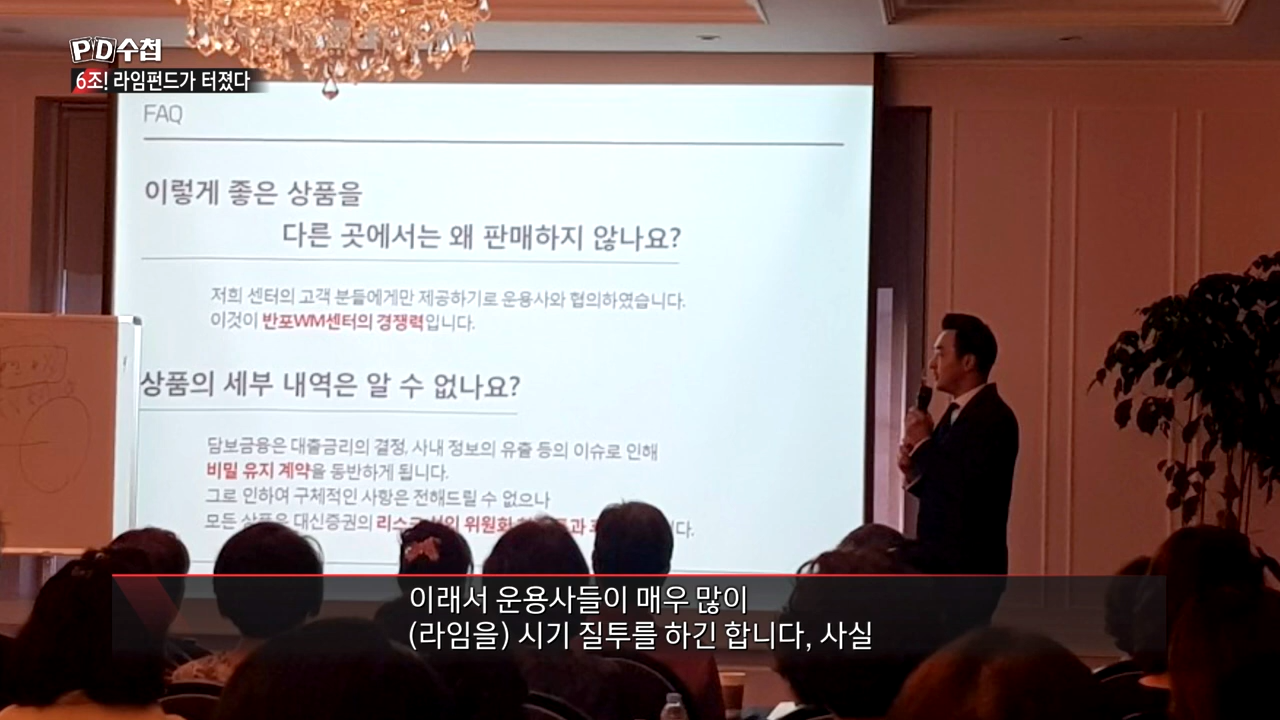 PD수첩
6조! 라임펀드가 터졌다
FAQ
이렇게 좋은 상품을
다른 곳에서는 왜 판매하지 않나요?
저희 센터의 고객 분들에게만 제공하기로 운용사와 협의하였습니다.
이것이 반포WM센터의 경쟁력입니다.
상품의 세부 내역은 알 수 없나요?
담보금융은 대출금리의 결정, 사내 정보의 유출 등의 이슈로 인해
비밀 유지 계약을 동반하게 됩니다.
그로 인하여 구체적인 사항은 전해드릴 수 없으나
모든 상품은 대신증권의 리스크
이래서 운용사들이 매우 많이
(라임을) 시기 질투를 하긴 합니다, 사실